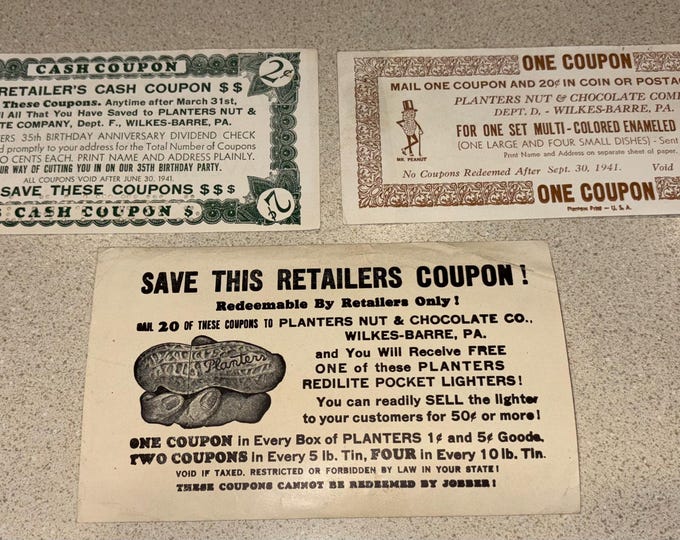 CASH COUPON
RETAILER'S CASH COUPON $$
2¢
These Coupons. Anytime after March 31st,
All That You Have Saved to PLANTERS NUT &
TE COMPANY, Dept. F., WILKES-BARRE, PA.
ERS 35th BIRTHDAY ANNIVERSARY DIVIDEND CHECK
d promptly to your address for the Total Number of Coupons
O CENTS EACH. PRINT NAME AND ADDRESS PLAINLY.
UR WAY OF CUTTING YOU IN ON OUR 35TH BIRTHDAY PARTY.
ALL COUPONS VOID AFTER JUNE 30, 1941.
SAVE THESE COUPONS $$$
$ CASH COUPON $
2¢
ONE COUPON
MAIL ONE COUPON AND 20¢ IN COIN OR POSTA
PLANTERS NUT & CHOCOLATE COMP
DEPT. D. - WILKES-BARRE, PA.
FOR ONE SET MULTI-COLORED ENAMELED
(ONE LARGE AND FOUR SMALL DISHES) - Sent
Print Name and Address on separate sheet of paper.
MR. PEANUT
No Coupons Redeemed After Sept. 30, 1941. Void
ONE COUPON
Planters Print - U. S. A.
SAVE THIS RETAILERS COUPON!
Redeemable By Retailers Only!
MAIL 20 OF THESE COUPONS TO PLANTERS NUT & CHOCOLATE CO.,
WILKES-BARRE, PA.
and You Will Receive FREE
ONE of these PLANTERS
REDILITE POCKET LIGHTERS!
Planters
You can readily SELL the lighter
to your customers for 50¢ or more!
ONE COUPON in Every Box of PLANTERS 1¢ and 5¢ Goods,
TWO COUPONS in Every 5 lb. Tin, FOUR in Every 10 lb. Tin.
VOID IF TAXED, RESTRICTED OR FORBIDDEN BY LAW IN YOUR STATE!
THESE COUPONS CANNOT BE REDEEMED BY JOBBER!